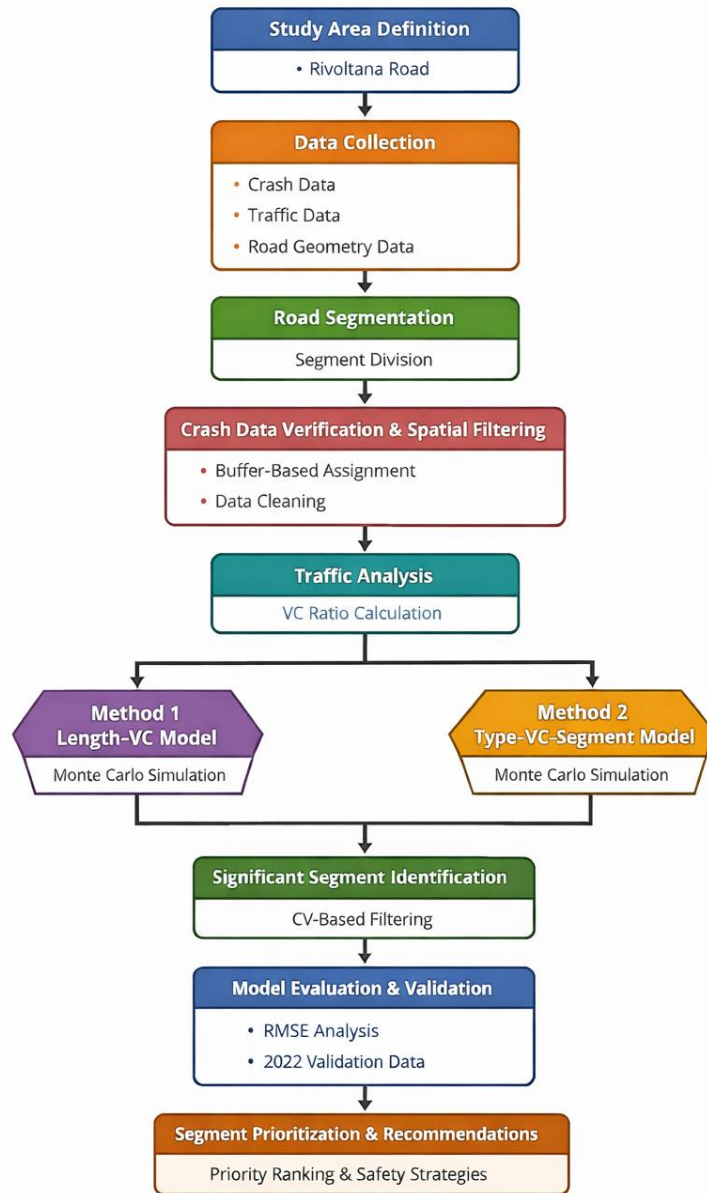 Study Area Definition
• Rivoltana Road
Data Collection
• Crash Data
• Traffic Data
• Road Geometry Data
Road Segmentation
Segment Division
Crash Data Verification & Spatial Filtering
• Buffer-Based Assignment
• Data Cleaning
Traffic Analysis
VC Ratio Calculation
Method 1
Length–VC Model
Monte Carlo Simulation
Method 2
Type–VC–Segment Model
Monte Carlo Simulation
Significant Segment Identification
CV-Based Filtering
Model Evaluation & Validation
• RMSE Analysis
• 2022 Validation Data
Segment Prioritization & Recommendations
Priority Ranking & Safety Strategies